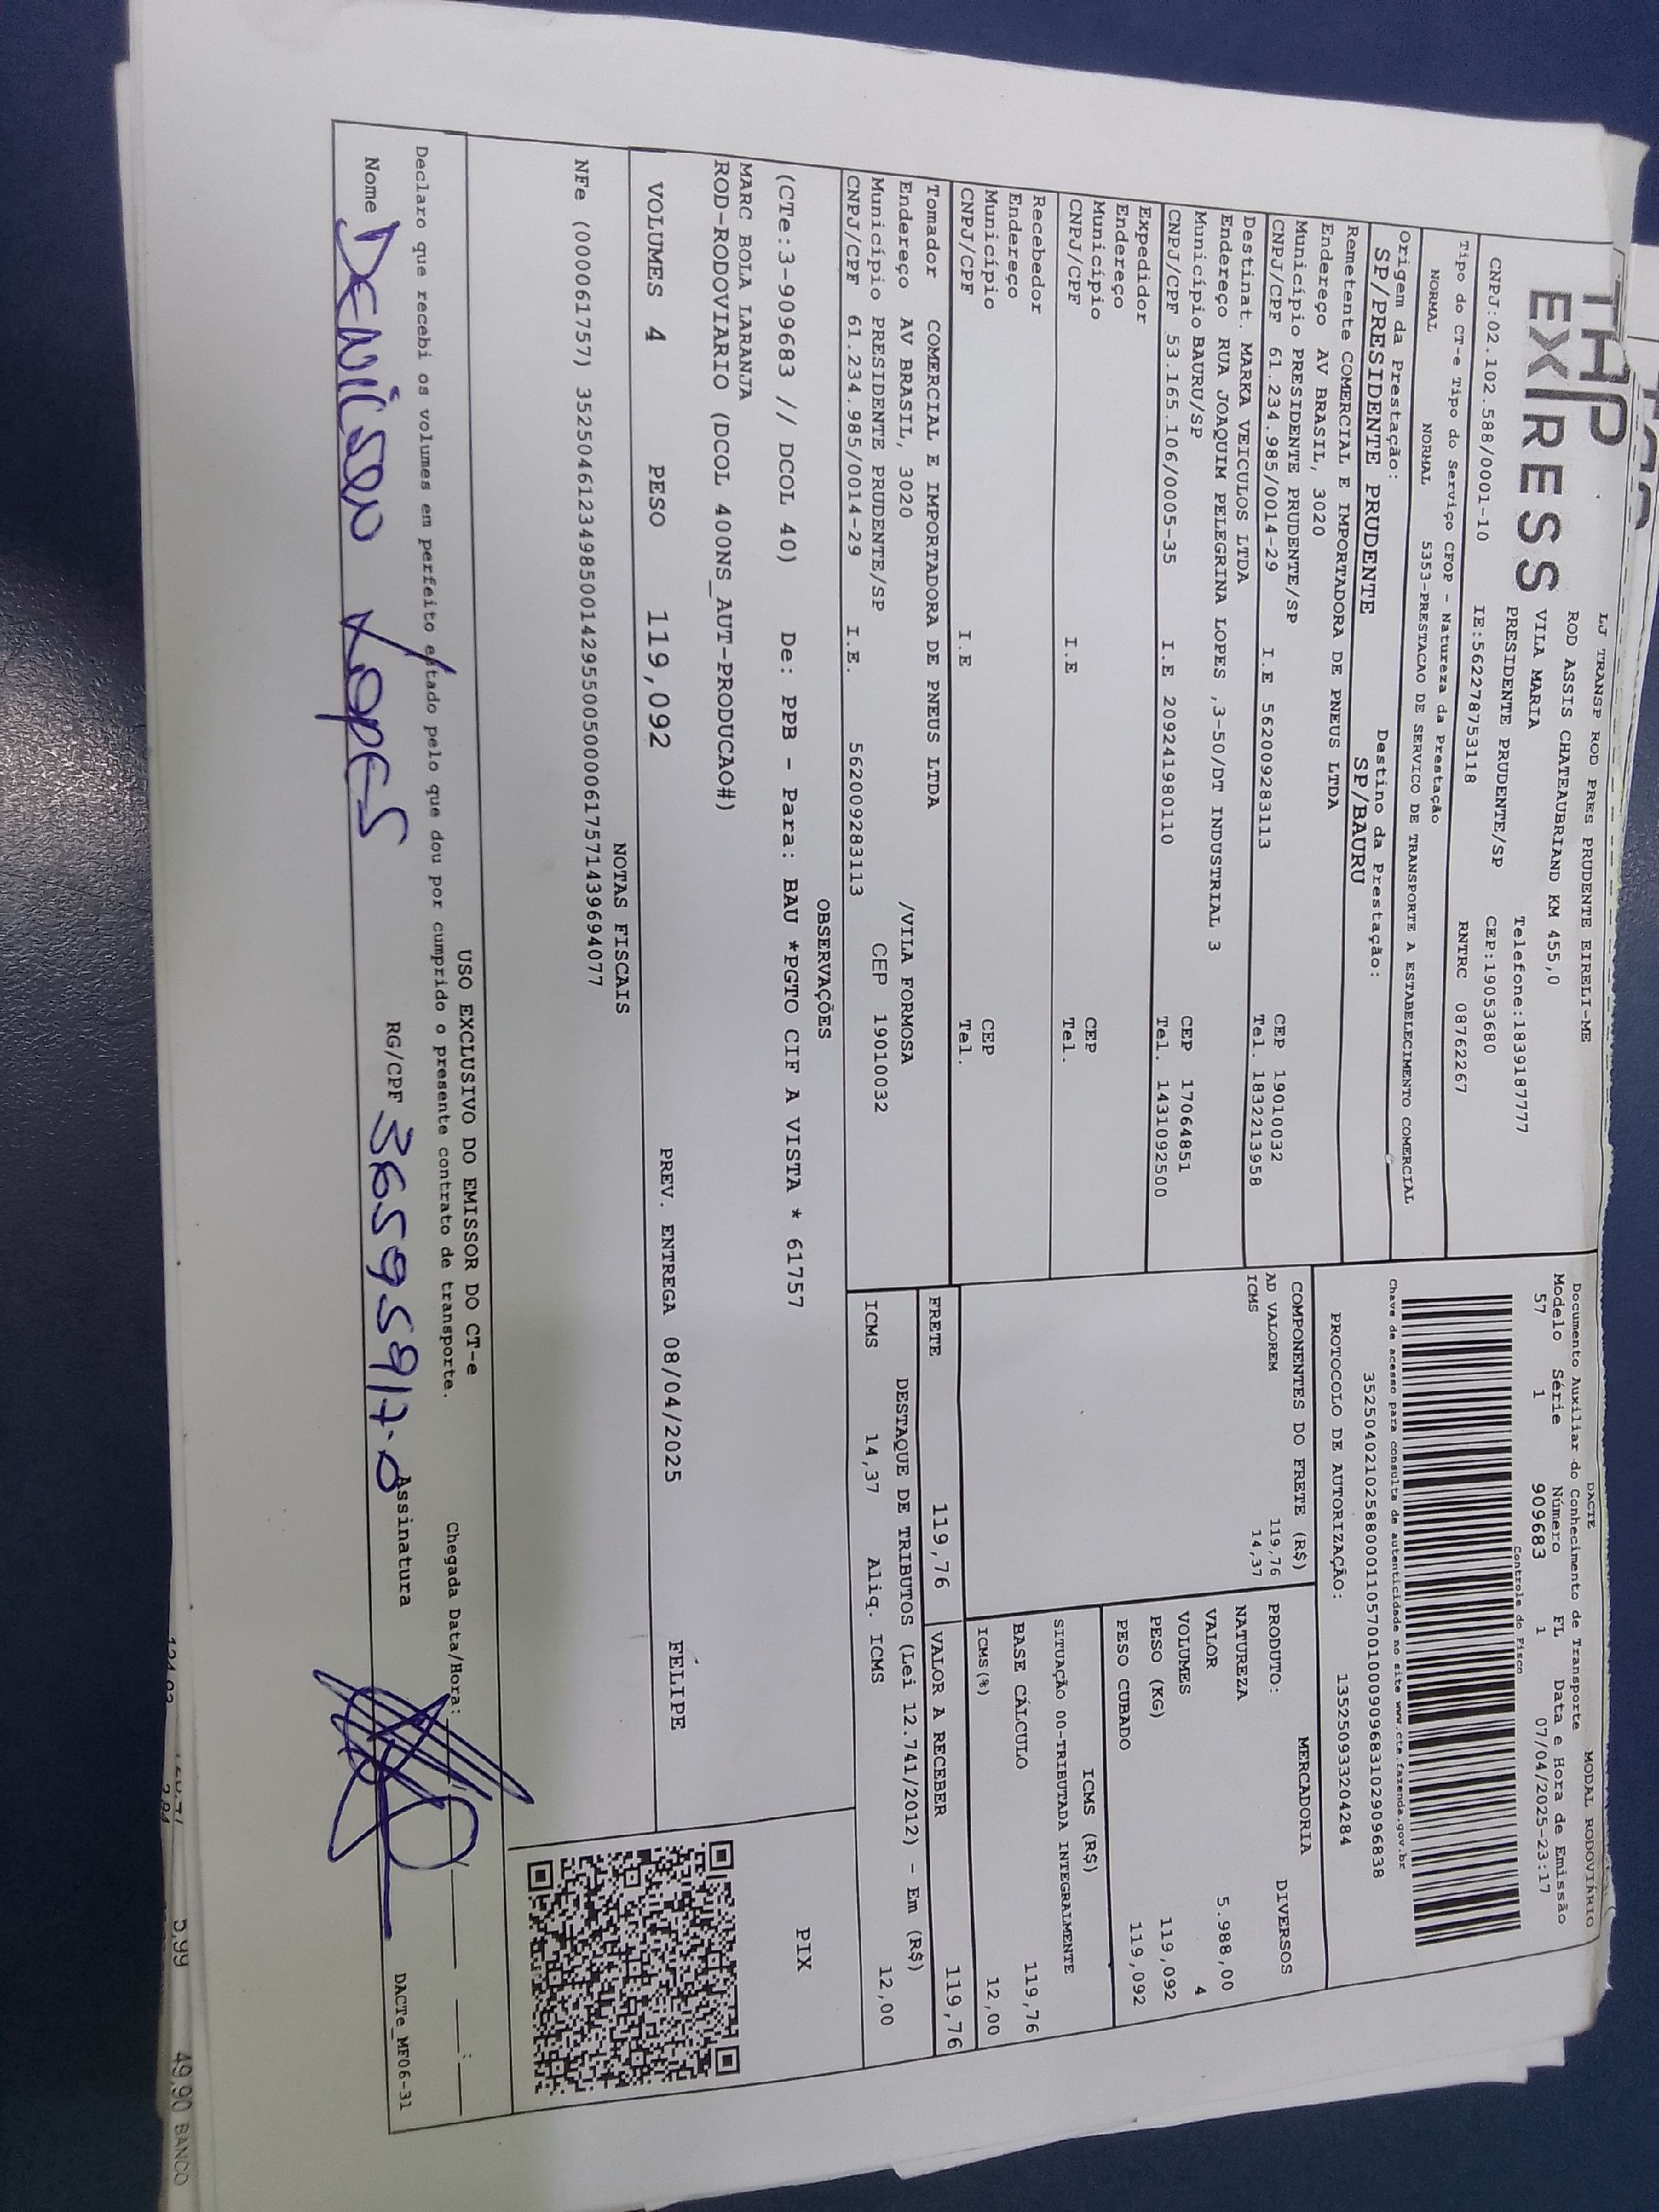 THP
EXPRESS
LJ TRANSP ROD PRES PRUDENTE EIRELI-ME
ROD ASSIS CHATEAUBRIAND KM 455,0
VILA MARIA Telefone:1839187777
PRESIDENTE PRUDENTE/SP CEP:19053680
CNPJ:02.102.588/0001-10 IE:562278753118 RNTRC 08762267
Tipo do CT-e Tipo do Serviço CFOP - Natureza da Prestação
NORMAL NORMAL 5353-PRESTACAO DE SERVICO DE TRANSPORTE A ESTABELECIMENTO COMERCIAL
Origem da Prestação: Destino da Prestação:
SP/PRESIDENTE PRUDENTE SP/BAURU
DACTE MODAL RODOVIÁRIO
Documento Auxiliar do Conhecimento de Transporte
Modelo Série Número FL Data e Hora de Emissão
57 1 909683 1 07/04/2025-23:17
Controle do Fisco
Chave de acesso para consulta de autenticidade no site www.cte.fazenda.gov.br
35250402102588000110570010009096831029096838
PROTOCOLO DE AUTORIZAÇÃO: 135250933204284
Remetente COMERCIAL E IMPORTADORA DE PNEUS LTDA
Endereço AV BRASIL, 3020
Município PRESIDENTE PRUDENTE/SP CEP 19010032
CNPJ/CPF 61.234.985/0014-29 I.E 562009283113 Tel. 1832213958
Destinat. MARKA VEICULOS LTDA
Endereço RUA JOAQUIM PELEGRINA LOPES ,3-50/DT INDUSTRIAL 3
Município BAURU/SP CEP 17064851
CNPJ/CPF 53.165.106/0005-35 I.E 209241980110 Tel. 1431092500
Expedidor
Endereço
Município CEP
CNPJ/CPF I.E Tel.
Recebedor
Endereço
Município CEP
CNPJ/CPF I.E Tel.
Tomador COMERCIAL E IMPORTADORA DE PNEUS LTDA
Endereço AV BRASIL, 3020 /VILA FORMOSA
Município PRESIDENTE PRUDENTE/SP CEP 19010032
CNPJ/CPF 61.234.985/0014-29 I.E. 562009283113
COMPONENTES DO FRETE (R$)
AD VALOREM 119,76
ICMS 14,37
MERCADORIA
PRODUTO: DIVERSOS
NATUREZA
VALOR 5.988,00
VOLUMES 4
PESO (KG) 119,092
PESO CUBADO 119,092
ICMS (R$)
SITUAÇÃO 00-TRIBUTADA INTEGRALMENTE
BASE CÁLCULO 119,76
ICMS(%) 12,00
FRETE 119,76 VALOR A RECEBER 119,76
DESTAQUE DE TRIBUTOS (Lei 12.741/2012) - Em (R$)
ICMS 14,37 Aliq. ICMS 12,00
OBSERVAÇÕES
(CTe:3-909683 // DCOL 40) De: PPB - Para: BAU *PGTO CIF A VISTA * 61757
MARC BOLA LARANJA
ROD-RODOVIARIO (DCOL 400NS_AUT-PRODUCAO#)
PIX
VOLUMES 4 PESO 119,092 PREV. ENTREGA 08/04/2025 FELIPE
NOTAS FISCAIS
NFe (000061757) 35250461234985001429550050000617571439694077
USO EXCLUSIVO DO EMISSOR DO CT-e
Declaro que recebi os volumes em perfeito estado pelo que dou por cumprido o presente contrato de transporte. Chegada Data/Hora:
Nome DENilSON LOPES RG/CPF 36595917-0 Assinatura
DACTe_MF06-31
5,99 49,90 BANCO